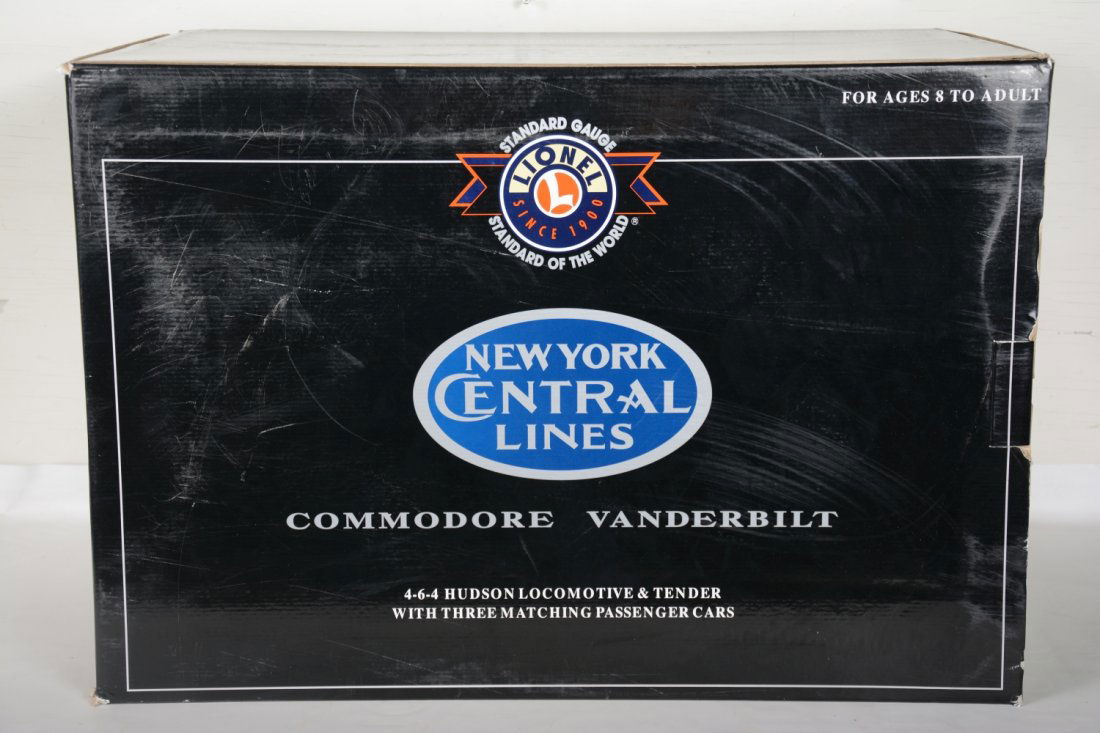 FOR AGES 8 TO ADULT
STANDARD GAUGE
LIONEL
L
SINCE 1900
STANDARD OF THE WORLD®
NEW YORK
CENTRAL
LINES
COMMODORE VANDERBILT
4-6-4 HUDSON LOCOMOTIVE & TENDER
WITH THREE MATCHING PASSENGER CARS